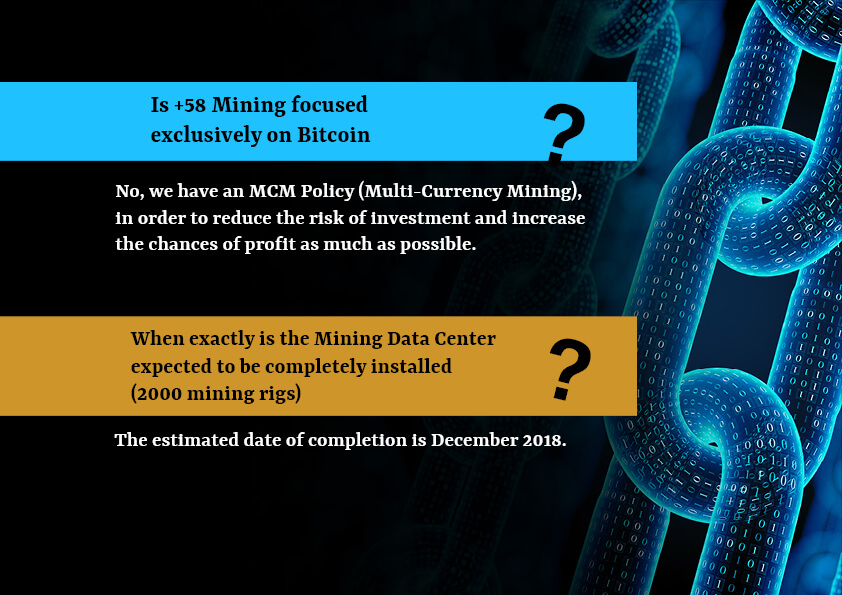 Is +58 Mining focused
exclusively on Bitcoin
?
No, we have an MCM Policy (Multi-Currency Mining),
in order to reduce the risk of investment and increase
the chances of profit as much as possible.
When exactly is the Mining Data Center
expected to be completely installed
(2000 mining rigs)
?
The estimated date of completion is December 2018.